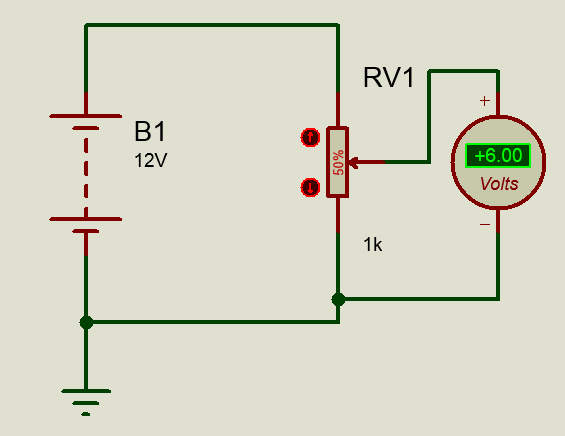 RV1
B1
12V
50%
+
+6.00
Volts
−
1k